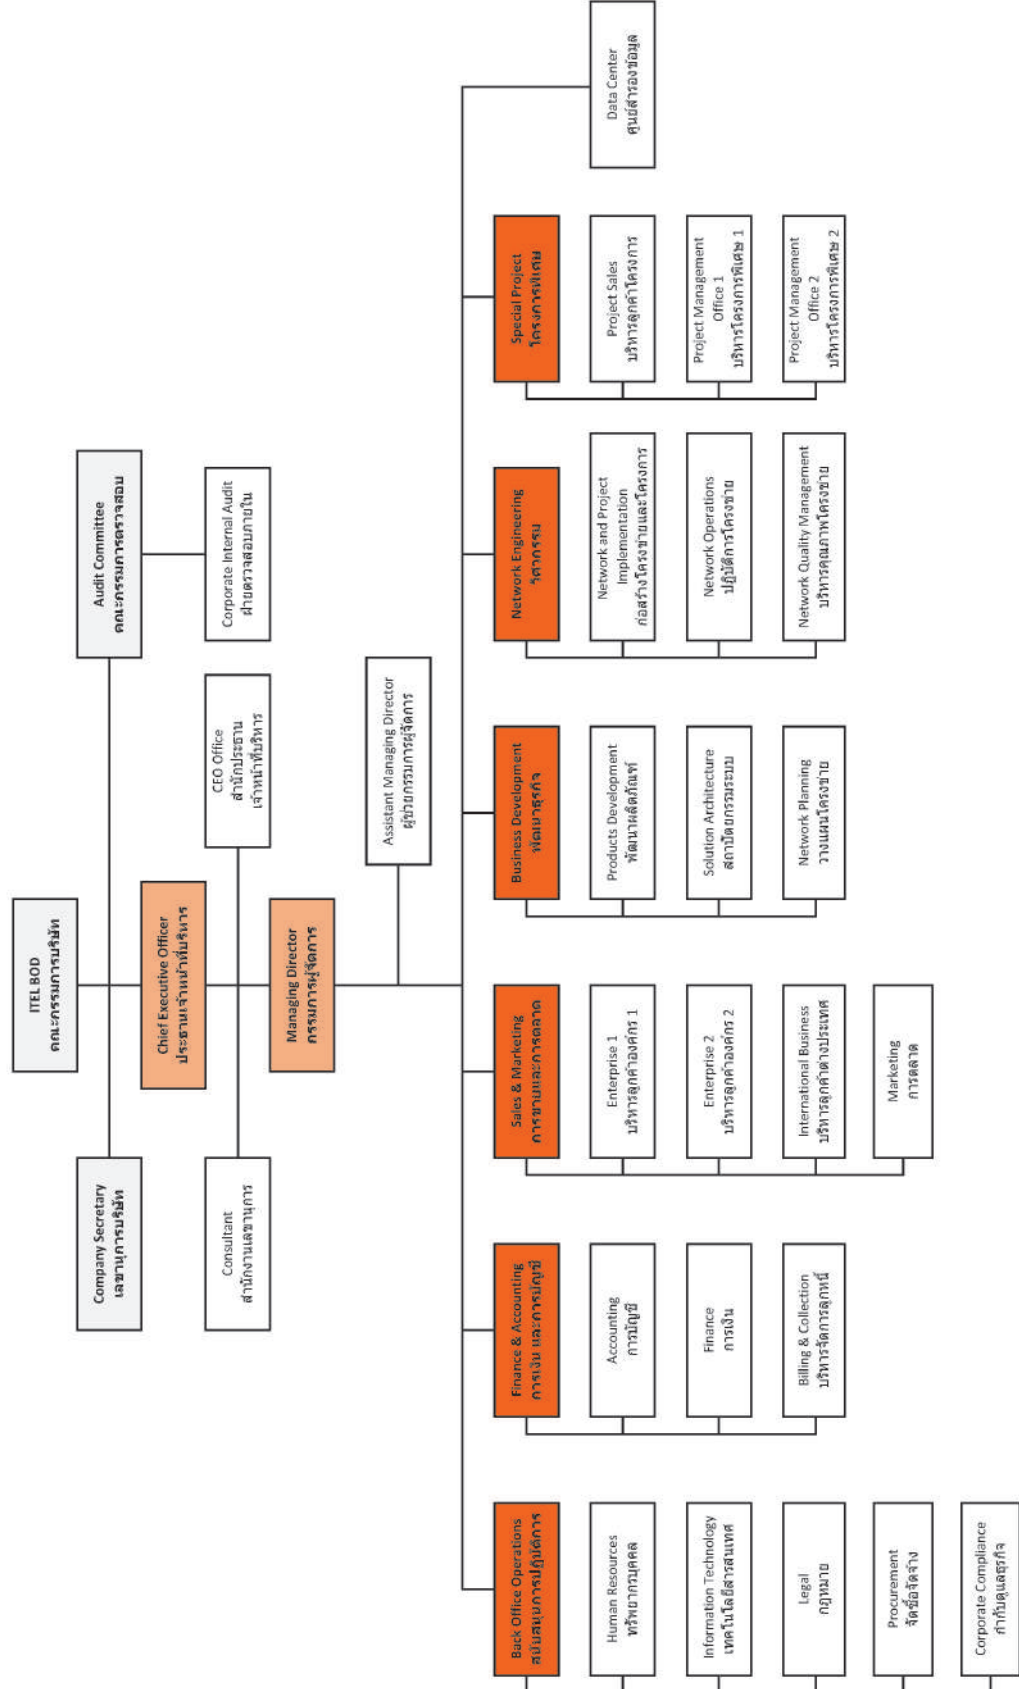 ITEL BOD
คณะกรรมการบริษัท
Company Secretary
เลขานุการบริษัท
Audit Committee
คณะกรรมการตรวจสอบ
Chief Executive Officer
ประธานเจ้าหน้าที่บริหาร
Consultant
สำนักงานเลขานุการ
CEO Office
สำนักประธาน
เจ้าหน้าที่บริหาร
Corporate Internal Audit
ฝ่ายตรวจสอบภายใน
Managing Director
กรรมการผู้จัดการ
Assistant Managing Director
ผู้ช่วยกรรมการผู้จัดการ
Back Office Operations
สนับสนุนการปฏิบัติการ
Human Resources
ทรัพยากรบุคคล
Information Technology
เทคโนโลยีสารสนเทศ
Legal
กฎหมาย
Procurement
จัดซื้อจัดจ้าง
Corporate Compliance
กำกับดูแลธุรกิจ
Finance & Accounting
การเงิน และการบัญชี
Accounting
การบัญชี
Finance
การเงิน
Billing & Collection
บริหารจัดการลูกหนี้
Sales & Marketing
การขายและการตลาด
Enterprise 1
บริหารลูกค้าองค์กร 1
Enterprise 2
บริหารลูกค้าองค์กร 2
International Business
บริหารลูกค้าต่างประเทศ
Marketing
การตลาด
Business Development
พัฒนาธุรกิจ
Products Development
พัฒนาผลิตภัณฑ์
Solution Architecture
สถาปัตยกรรมระบบ
Network Planning
วางแผนโครงข่าย
Network Engineering
วิศวกรรม
Network and Project
Implementation
ก่อสร้างโครงข่ายและโครงการ
Network Operations
ปฏิบัติการโครงข่าย
Network Quality Management
บริหารคุณภาพโครงข่าย
Special Project
โครงการพิเศษ
Project Sales
บริหารลูกค้าโครงการ
Project Management
Office 1
บริหารโครงการพิเศษ 1
Project Management
Office 2
บริหารโครงการพิเศษ 2
Data Center
ศูนย์สำรองข้อมูล